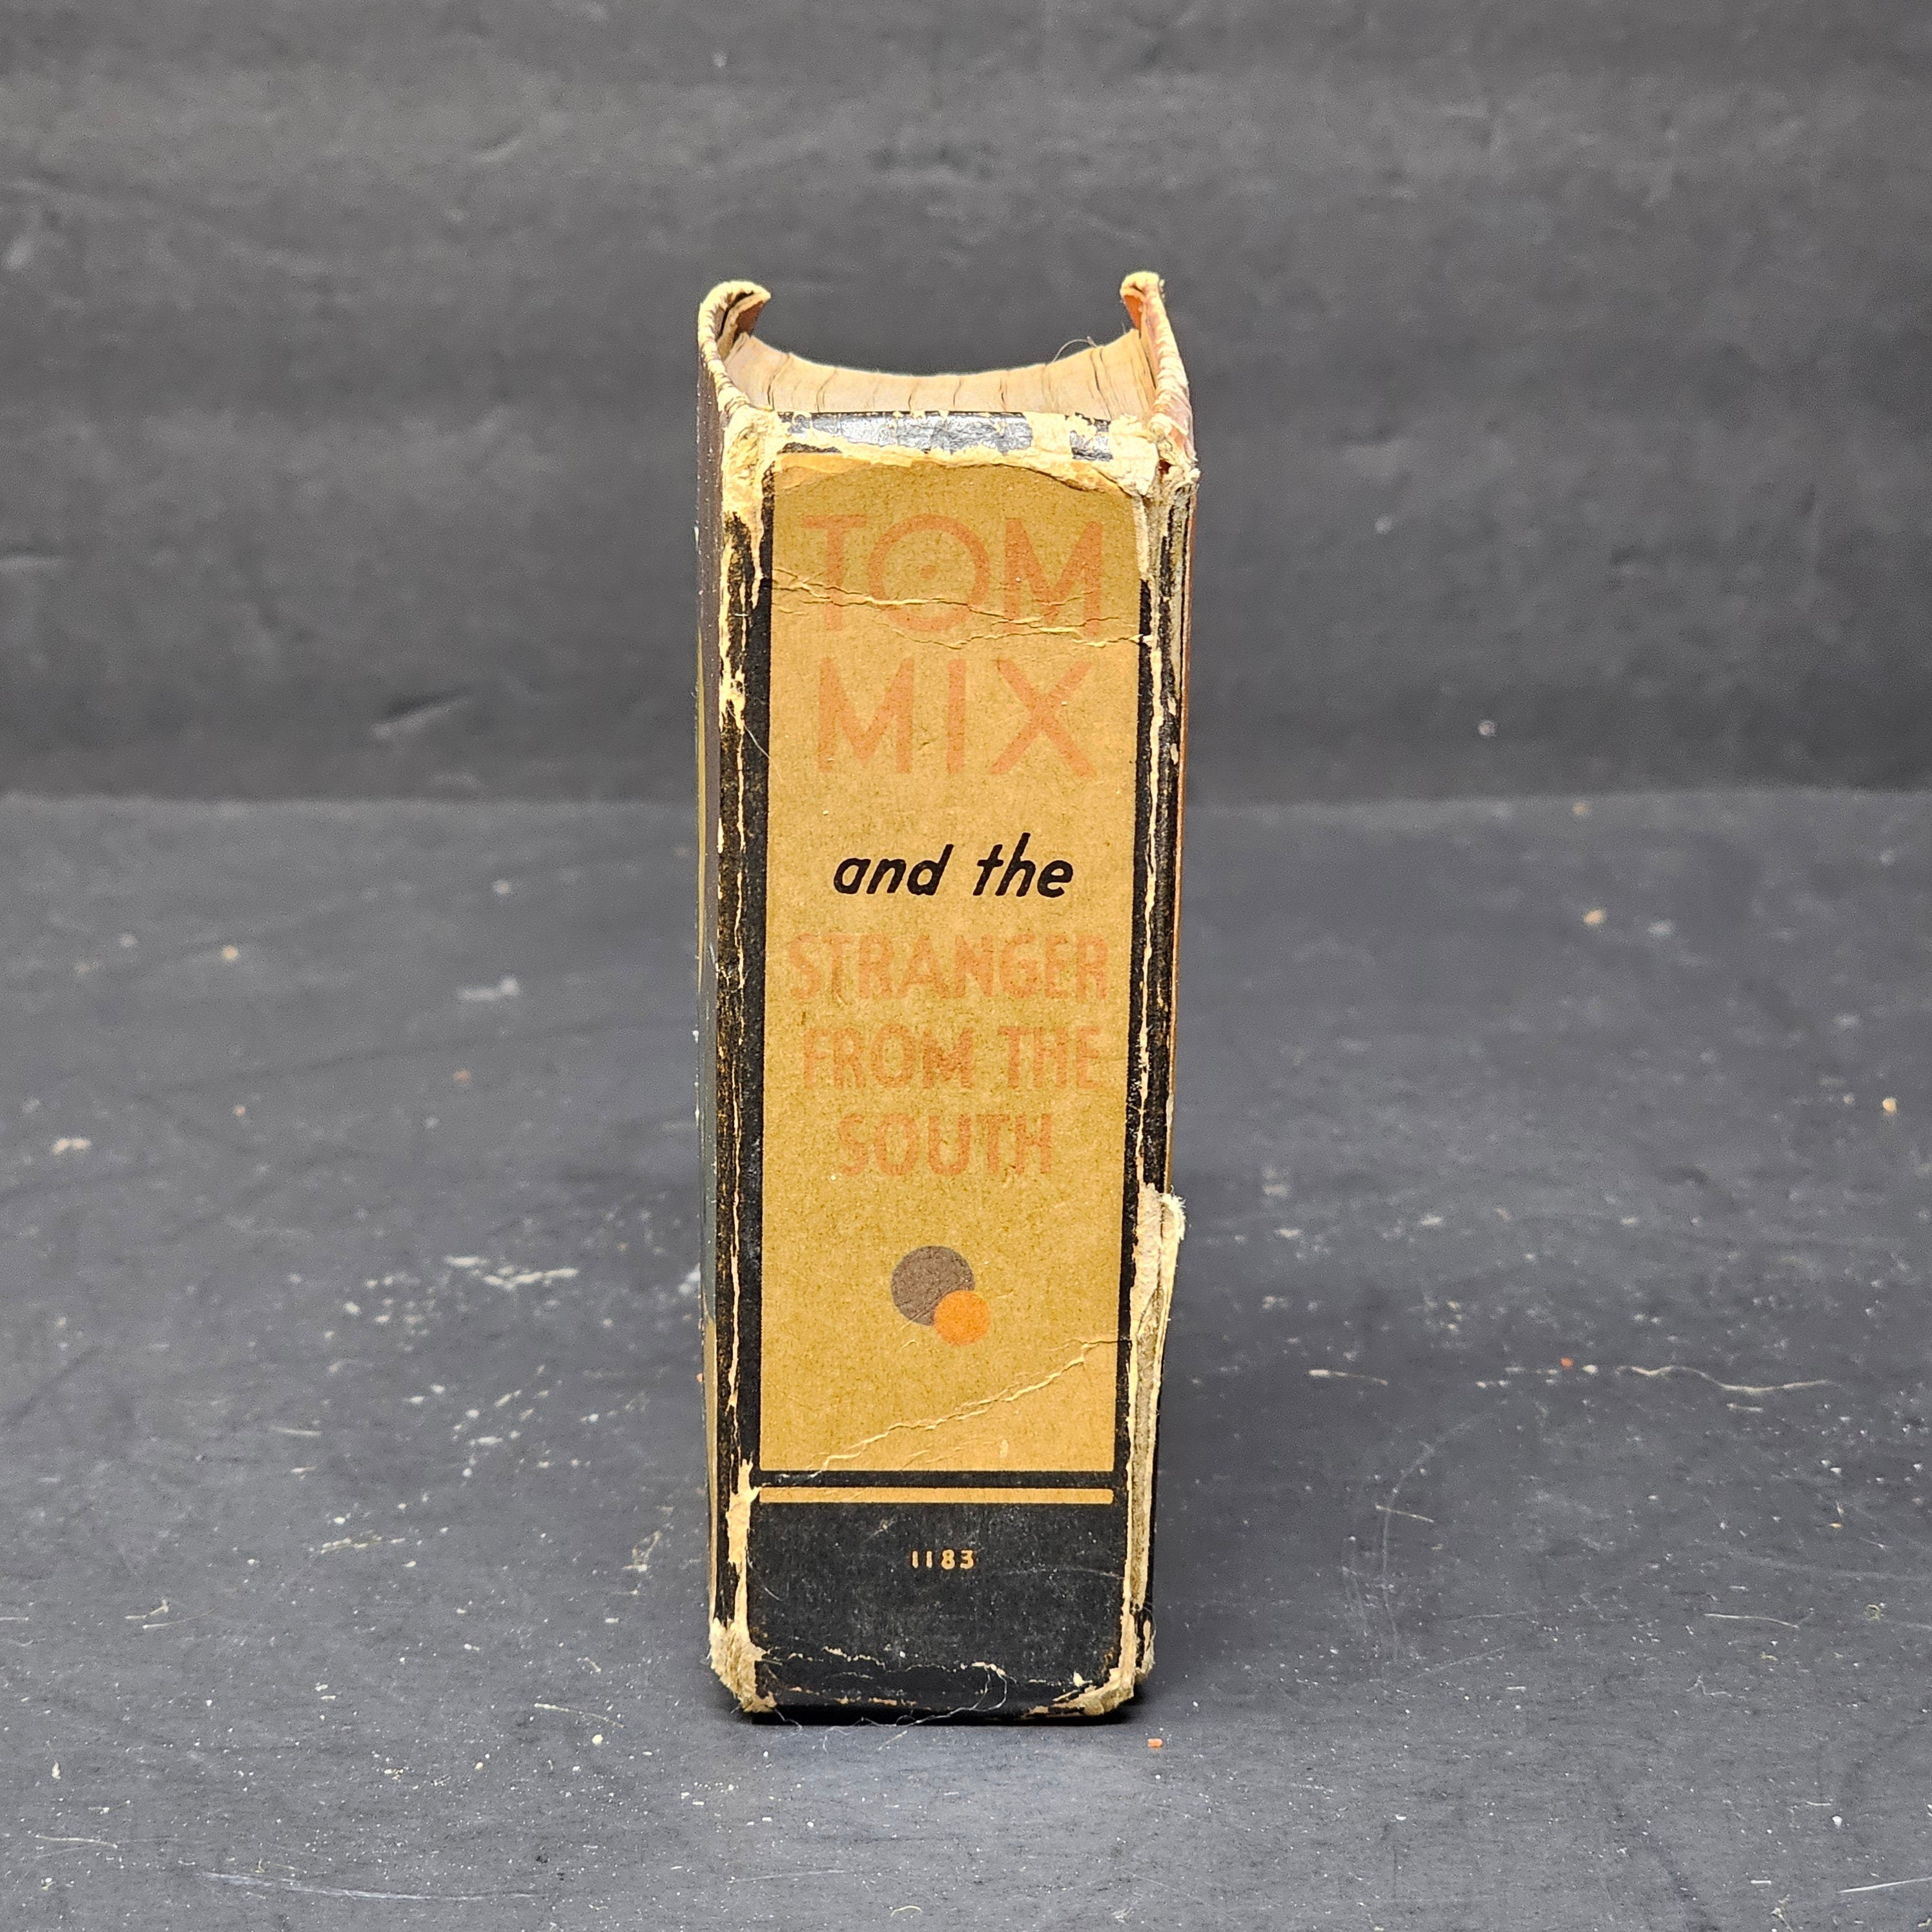 TOM
MIX
and the
STRANGER
FROM THE
SOUTH
1183